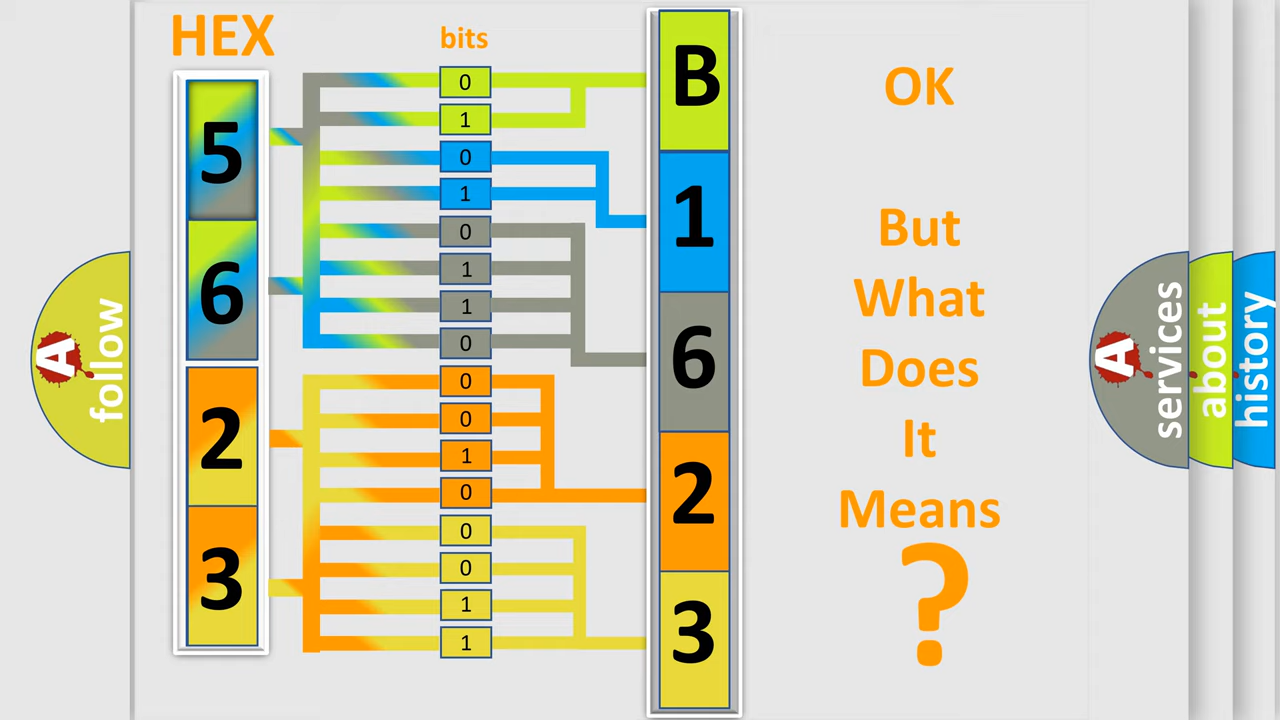 HEX
bits
5
6
2
3
0
1
0
1
0
1
1
0
0
0
1
0
0
0
1
1
B
1
6
2
3
OK
But
What
Does
It
Means
?
A
follow
A
services
about
history